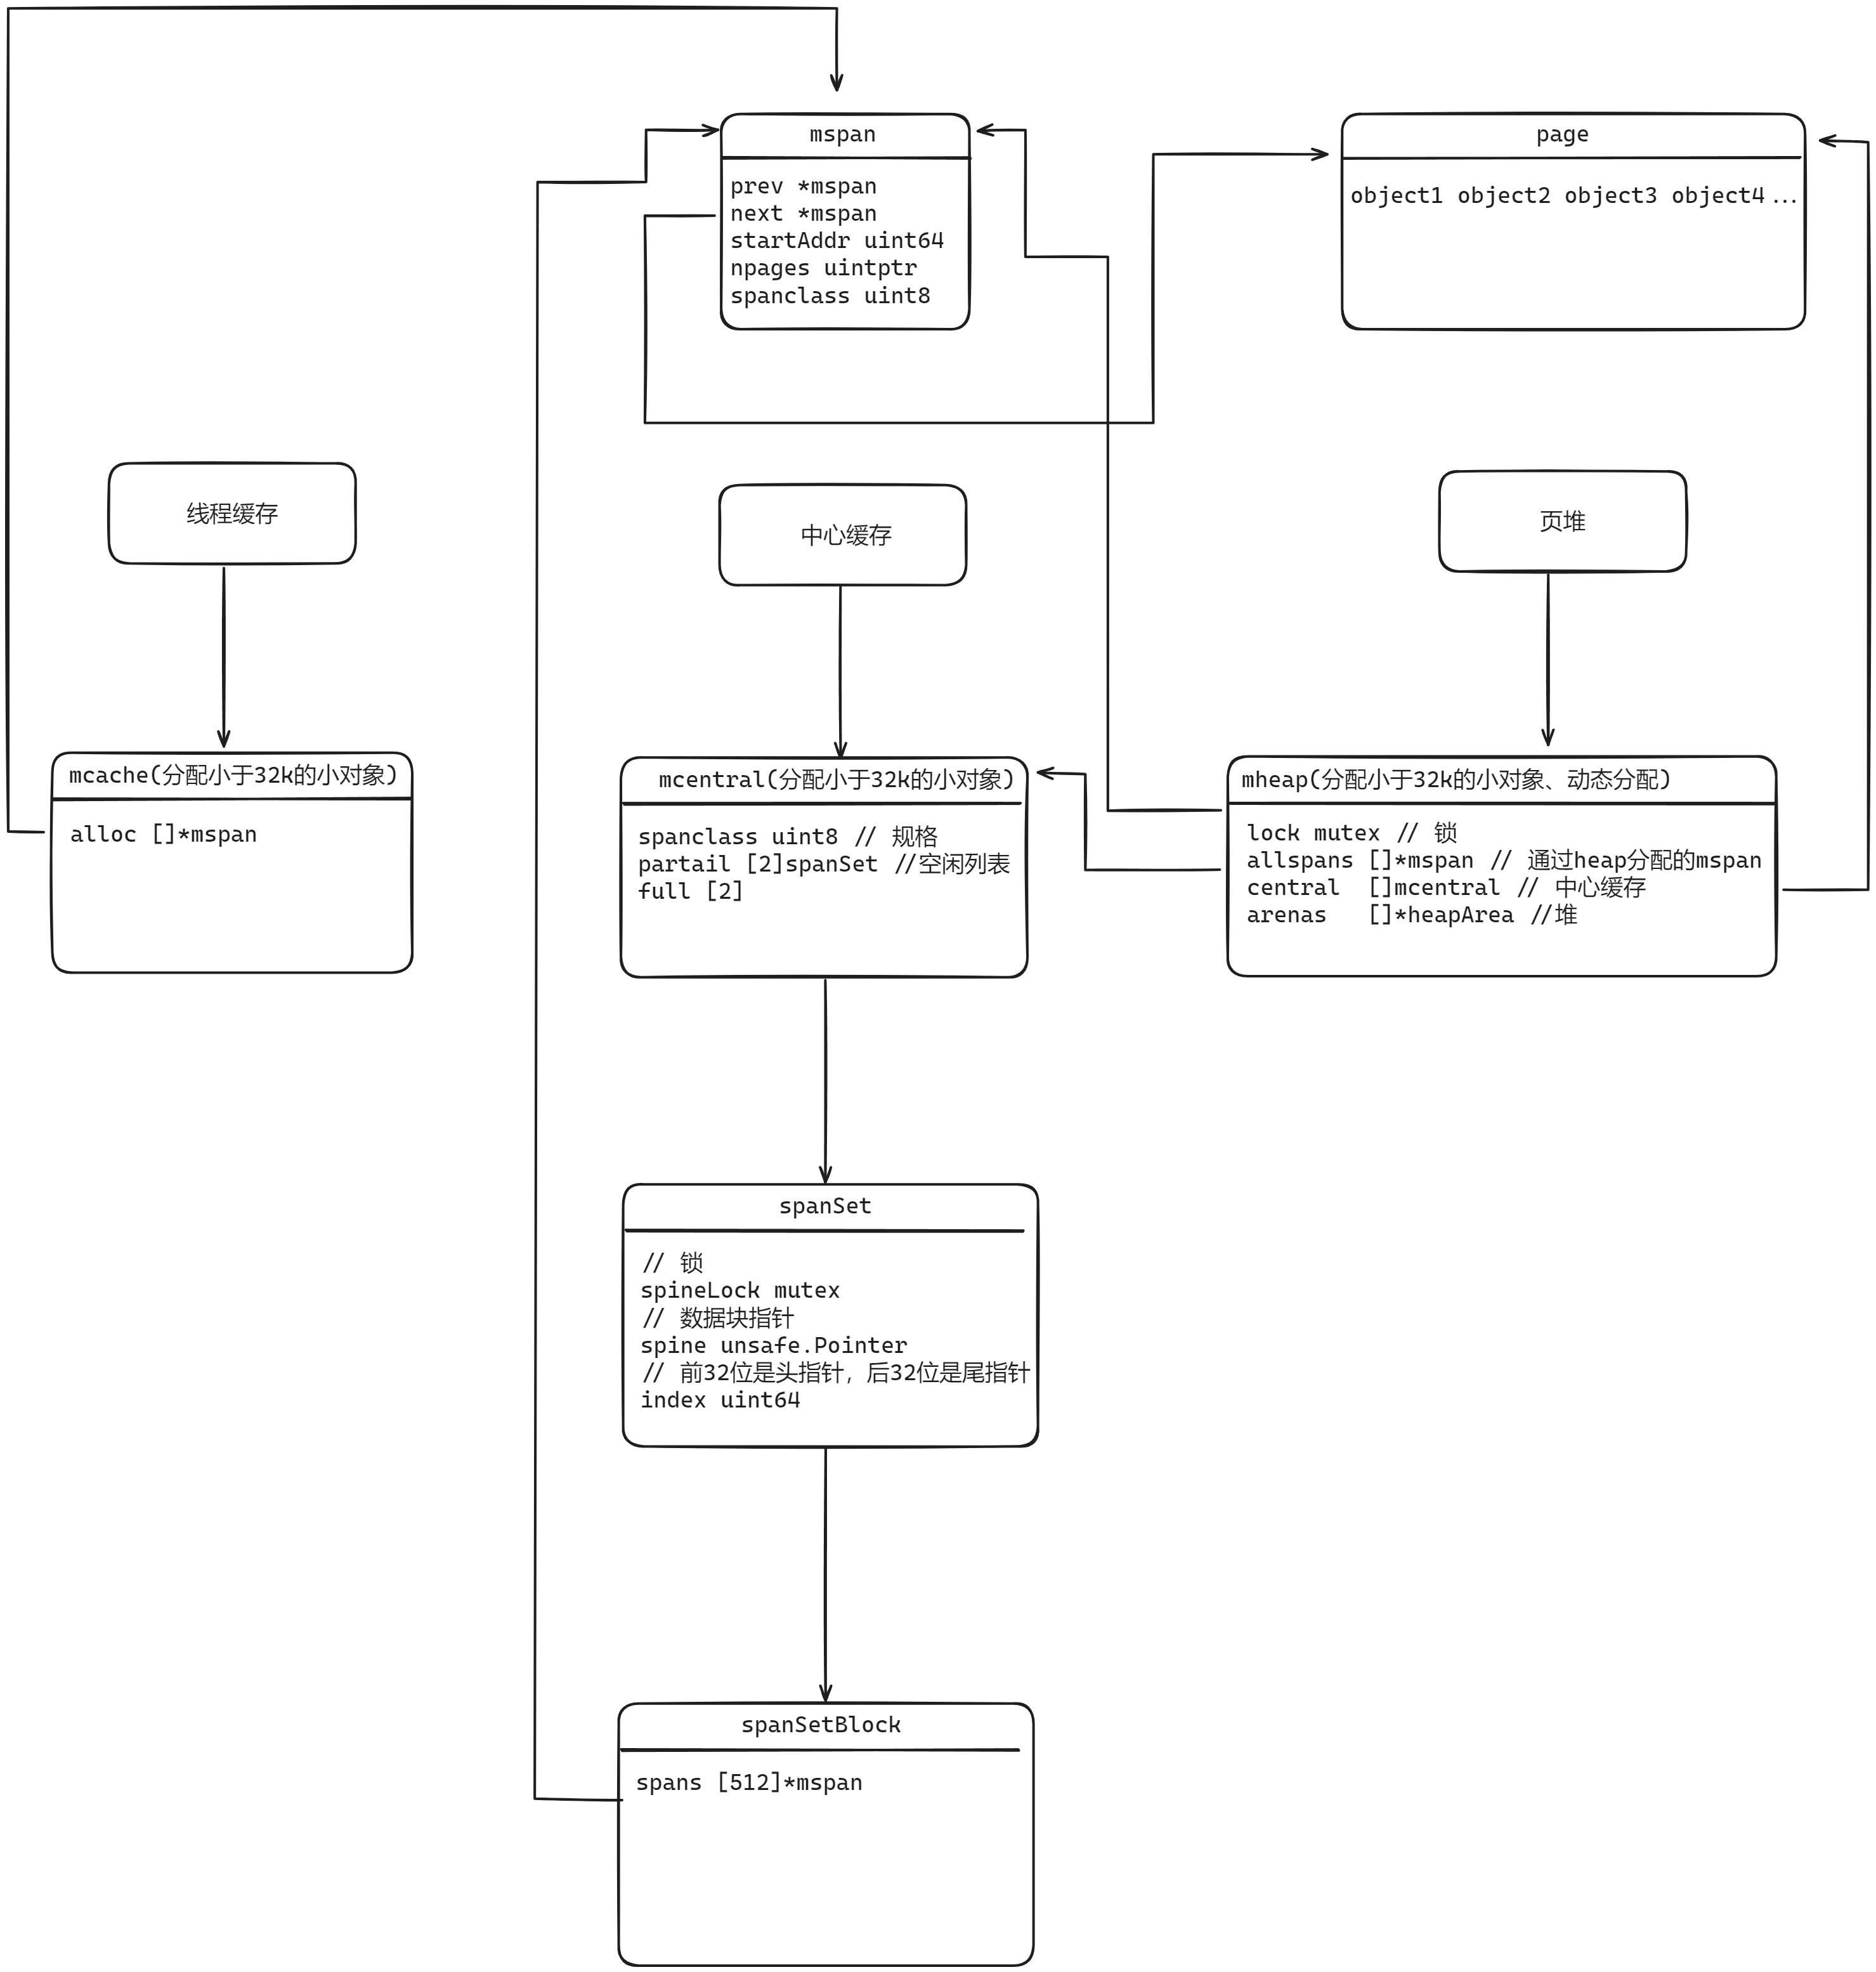 mspan
prev *mspan
next *mspan
startAddr uint64
npages uintptr
spanclass uint8
page
object1 object2 object3 object4 ...
线程缓存
中心缓存
页堆
mcache(分配小于32k的小对象)
alloc []*mspan
mcentral(分配小于32k的小对象)
spanclass uint8 // 规格
partail [2]spanSet //空闲列表
full [2]
mheap(分配小于32k的小对象、动态分配)
lock mutex // 锁
allspans []*mspan // 通过heap分配的mspan
central  []mcentral // 中心缓存
arenas   []*heapArea //堆
spanSet
// 锁
spineLock mutex
// 数据块指针
spine unsafe.Pointer
// 前32位是头指针，后32位是尾指针
index uint64
spanSetBlock
spans [512]*mspan